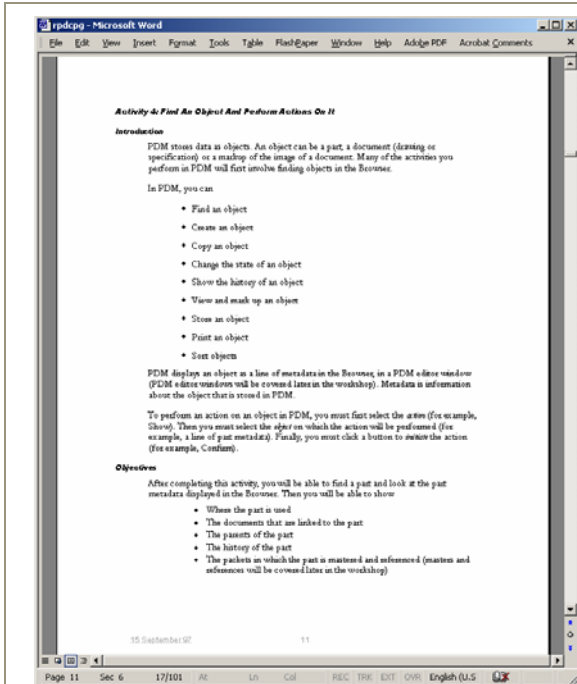 rpdcpg - Microsoft Word
File Edit View Insert Format Tools Table FlashPaper Window Help Adobe PDF Acrobat Comments
Activity 4: Find An Object And Perform Actions On It
Introduction
PDM stores data as objects. An object can be a part, a document (drawing or
specification) or a markup of the image of a document. Many of the activities you
perform in PDM will first involve finding objects in the Browser.
In PDM, you can
• Find an object
• Create an object
• Copy an object
• Change the state of an object
• Show the history of an object
• View and mark up an object
• Store an object
• Print an object
• Sort objects
PDM displays an object as a line of metadata in the Browser, in a PDM editor window
(PDM editor windows will be covered later in the workshop). Metadata is information
about the object that is stored in PDM.
To perform an action on an object in PDM, you must first select the action (for example,
Show). Then you must select the object on which the action will be performed (for
example, a line of part metadata). Finally, you must click a button to initiate the action
(for example, Confirm).
Objectives
After completing this activity, you will be able to find a part and look at the part
metadata displayed in the Browser. Then you will be able to show
• Where the part is used
• The documents that are linked to the part
• The parents of the part
• The history of the part
• The packets in which the part is mastered and referenced (masters and
references will be covered later in the workshop)
15 September 97 11
Page 11 Sec 6 17/101 At Ln Col REC TRK EXT OVR English (U.S